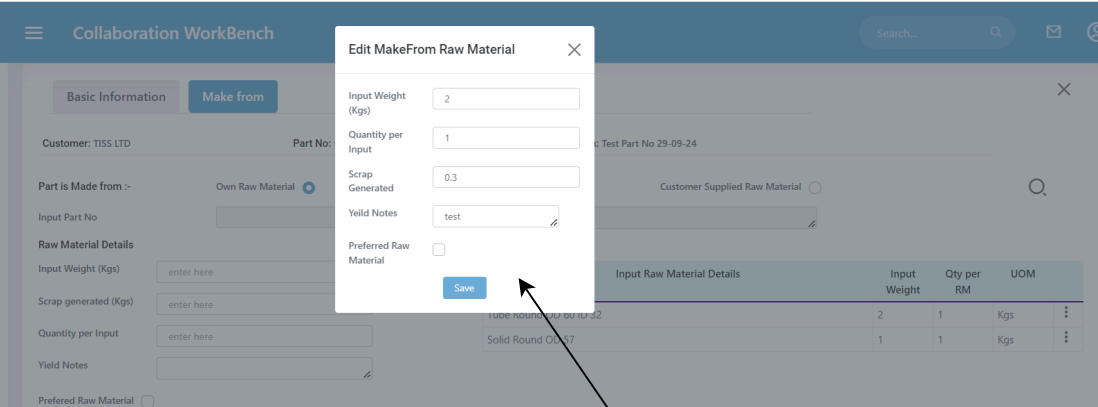 Collaboration WorkBench
Search...
Edit MakeFrom Raw Material
Input Weight
(Kgs)
2
Quantity per
Input
1
Scrap
Generated
0.3
Yeild Notes
test
Preferred Raw
Material
Save
Basic Information
Make from
Customer: TISS LTD
Part No:
: Test Part No 29-09-24
Part is Made from :-
Own Raw Material
Customer Supplied Raw Material
Input Part No
Raw Material Details
Input Weight (Kgs)
enter here
Scrap generated (Kgs)
enter here
Quantity per Input
enter here
Yield Notes
Prefered Raw Material
Input Raw Material Details
Input
Weight
Qty per
RM
UOM
Tube Round OD 60 ID 52
2
1
Kgs
Solid Round OD 57
1
1
Kgs